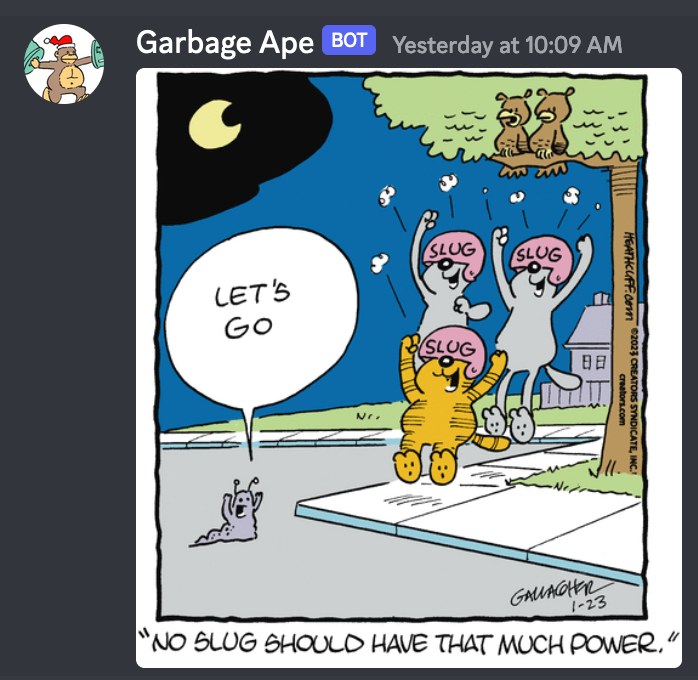 Garbage Ape BOT Yesterday at 10:09 AM
LET'S
GO
SLUG
SLUG
SLUG
HEATHCLIFF.COM ©2023 CREATORS SYNDICATE, INC.
creators.com
GALLAGHER
1-23
"NO SLUG SHOULD HAVE THAT MUCH POWER."